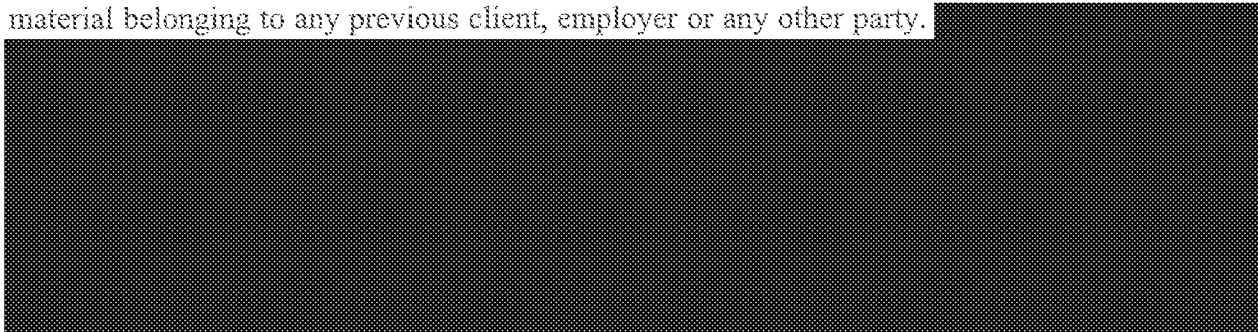 material belonging to any previous client, employer or any other party.